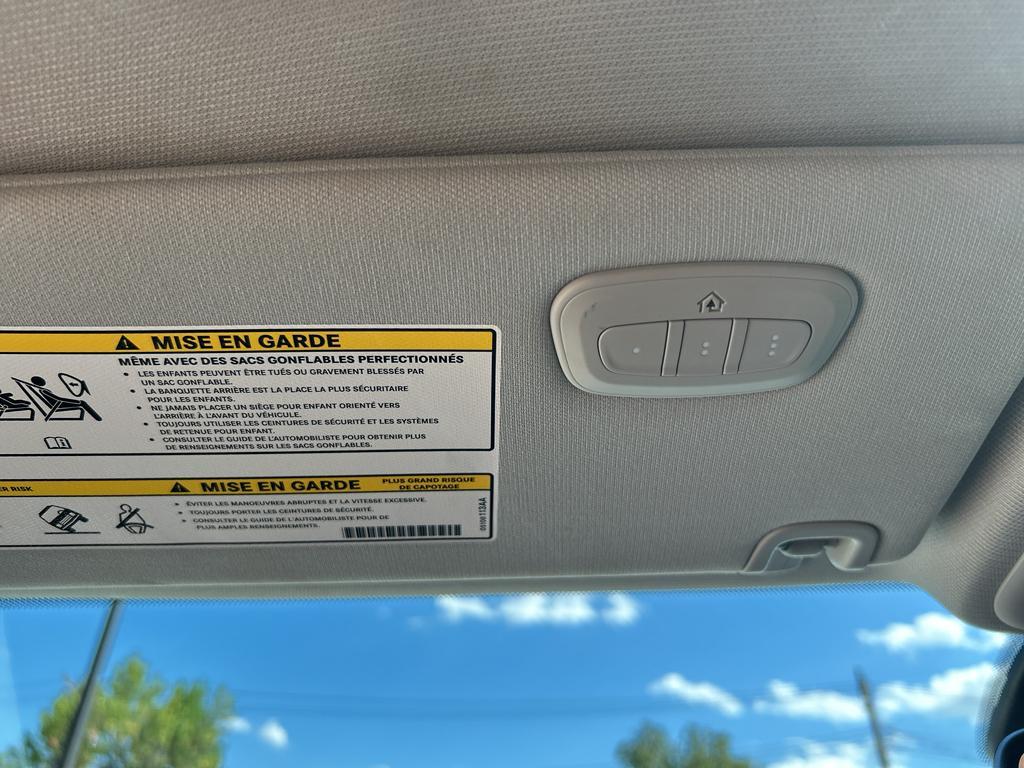 MISE EN GARDE
MÊME AVEC DES SACS GONFLABLES PERFECTIONNÉS
• LES ENFANTS PEUVENT ÊTRE TUÉS OU GRAVEMENT BLESSÉS PAR
UN SAC GONFLABLE.
• LA BANQUETTE ARRIÈRE EST LA PLACE LA PLUS SÉCURITAIRE
POUR LES ENFANTS.
• NE JAMAIS PLACER UN SIÈGE POUR ENFANT ORIENTÉ VERS
L'ARRIÈRE À L'AVANT DU VÉHICULE.
• TOUJOURS UTILISER LES CEINTURES DE SÉCURITÉ ET LES SYSTÈMES
DE RETENUE POUR ENFANT.
• CONSULTER LE GUIDE DE L'AUTOMOBILISTE POUR OBTENIR PLUS
DE RENSEIGNEMENTS SUR LES SACS GONFLABLES.
ER RISK
MISE EN GARDE
PLUS GRAND RISQUE
DE CAPOTAGE
• ÉVITER LES MANOEUVRES ABRUPTES ET LA VITESSE EXCESSIVE.
• TOUJOURS PORTER LES CEINTURES DE SÉCURITÉ.
• CONSULTER LE GUIDE DE L'AUTOMOBILISTE POUR DE
PLUS AMPLES RENSEIGNEMENTS.